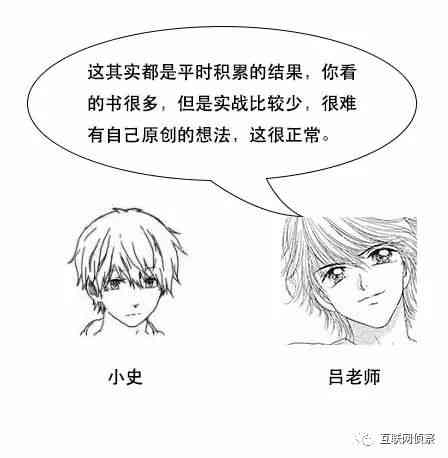 这其实都是平时积累的结果，你看
的书很多，但是实战比较少，很难
有自己原创的想法，这很正常。
小史
吕老师
互联网侦察